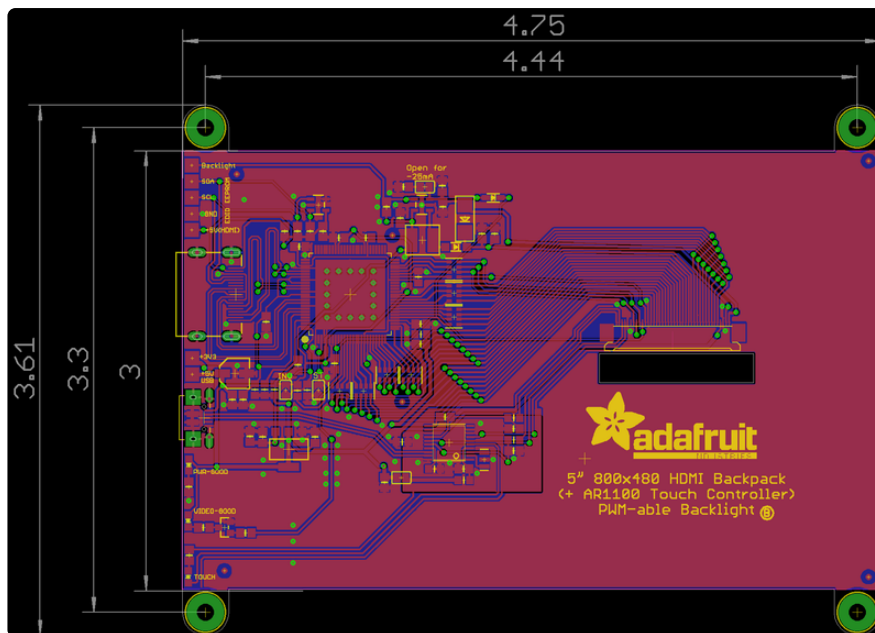 4.75
4.44
3.61
3.3
3
Backlight
SDA
SCL
GND
+5V(HDMI)
EDID EEPROM
Open for
~25mA
+3V3
+5V
USB
PWR-GOOD
VIDEO-GOOD
TOUCH
adafruit
INDUSTRIES
5" 800x480 HDMI Backpack
(+ AR1100 Touch Controller)
PWM-able Backlight